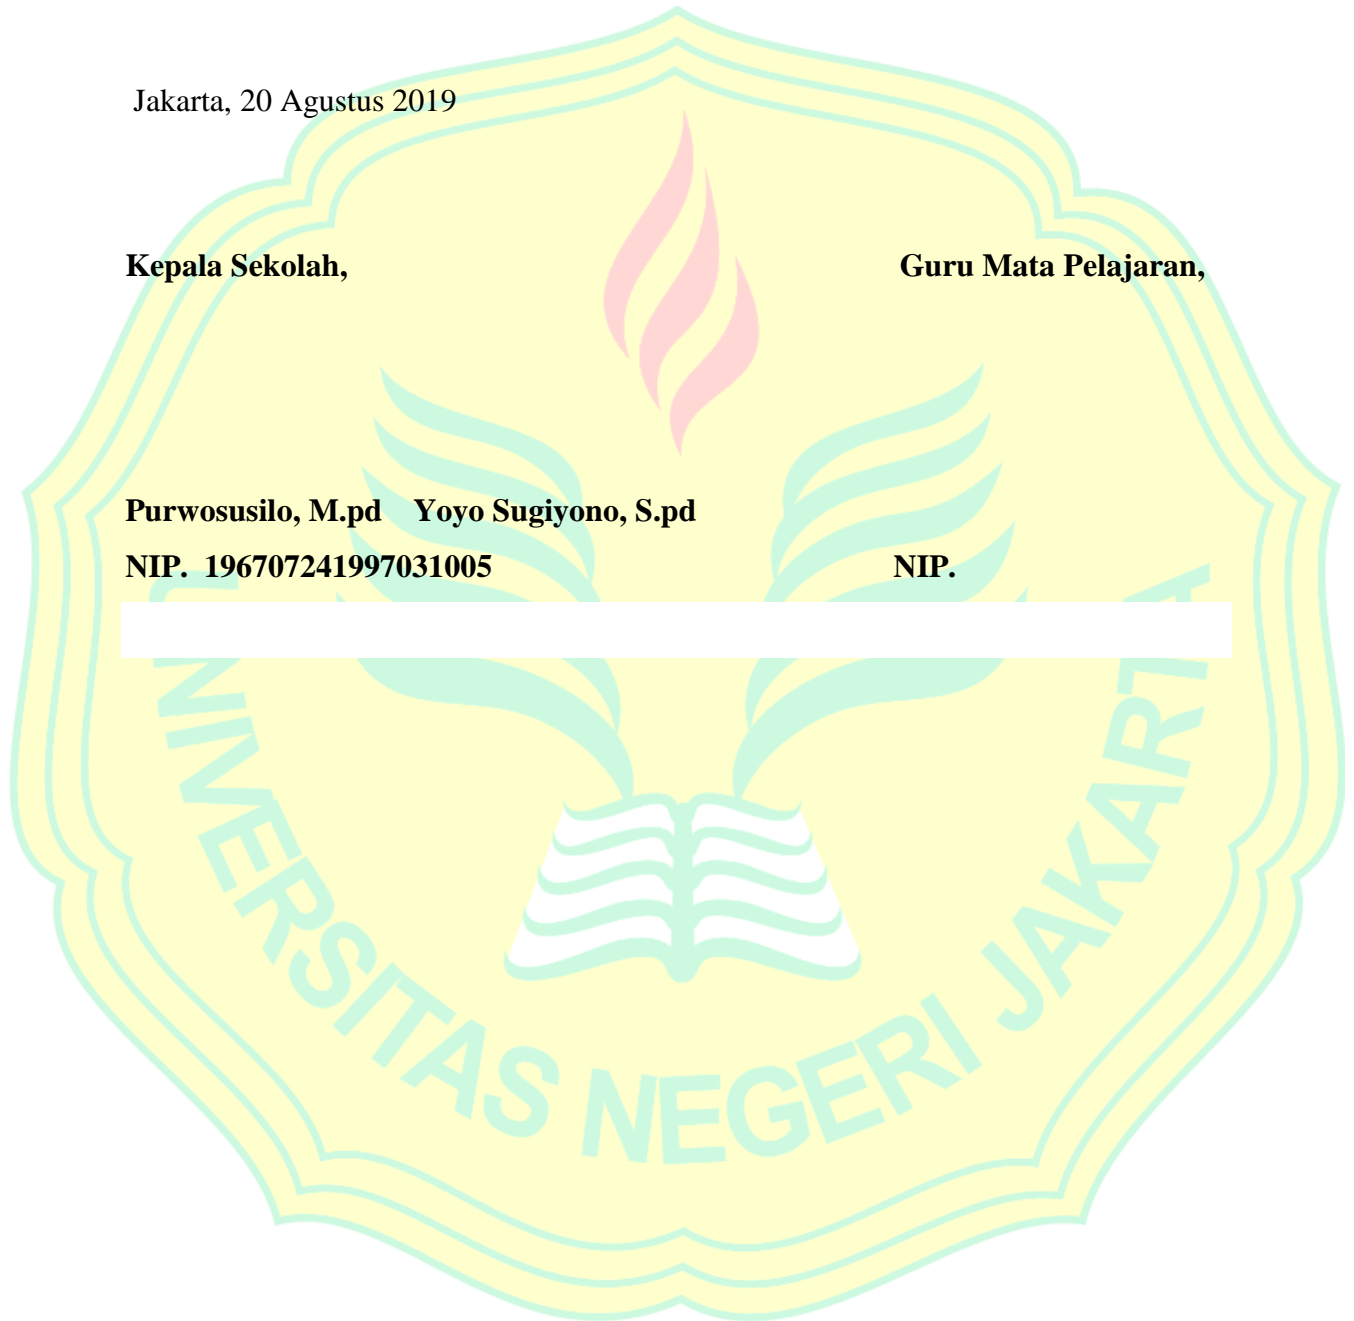 Jakarta, 20 Agustus 2019
Kepala Sekolah, Guru Mata Pelajaran,
Purwosusilo, M.pd Yoyo Sugiyono, S.pd
NIP. 196707241997031005 NIP.
UNIVERSITAS NEGERI JAKARTA